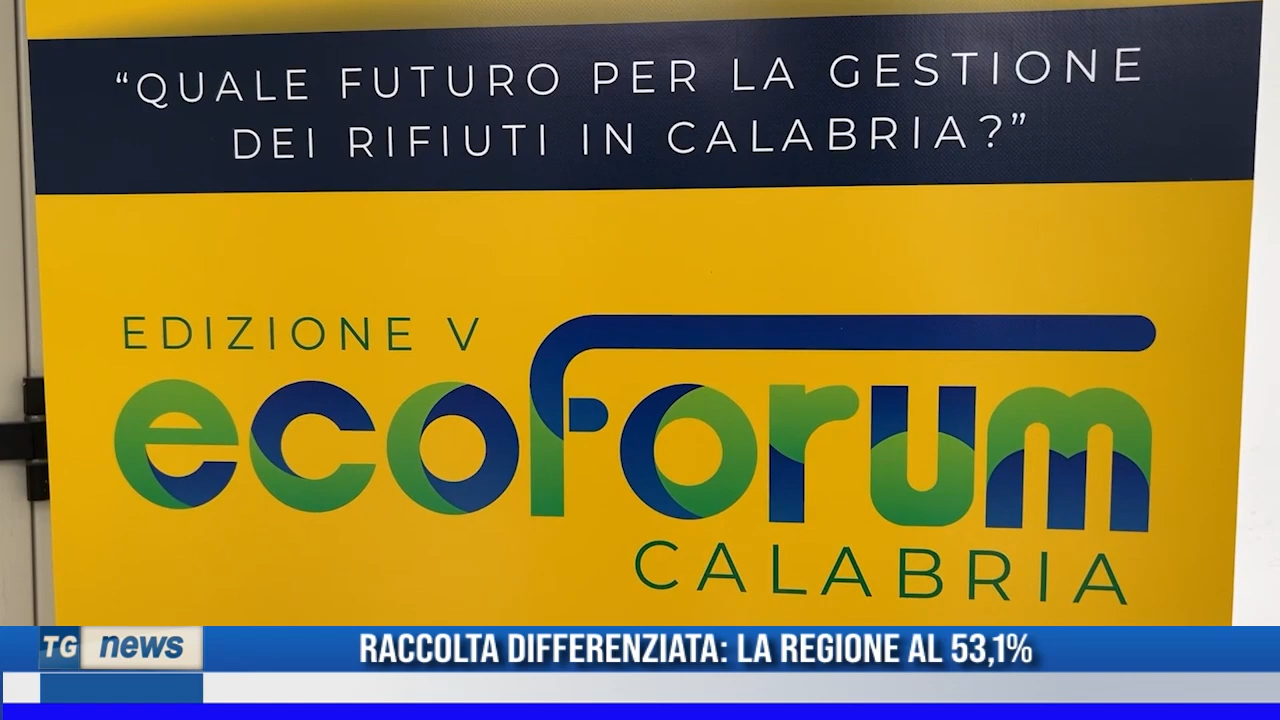 “QUALE FUTURO PER LA GESTIONE
DEI RIFIUTI IN CALABRIA?”
EDIZIONE V
ecoforum
CALABRIA
TG news
RACCOLTA DIFFERENZIATA: LA REGIONE AL 53,1%